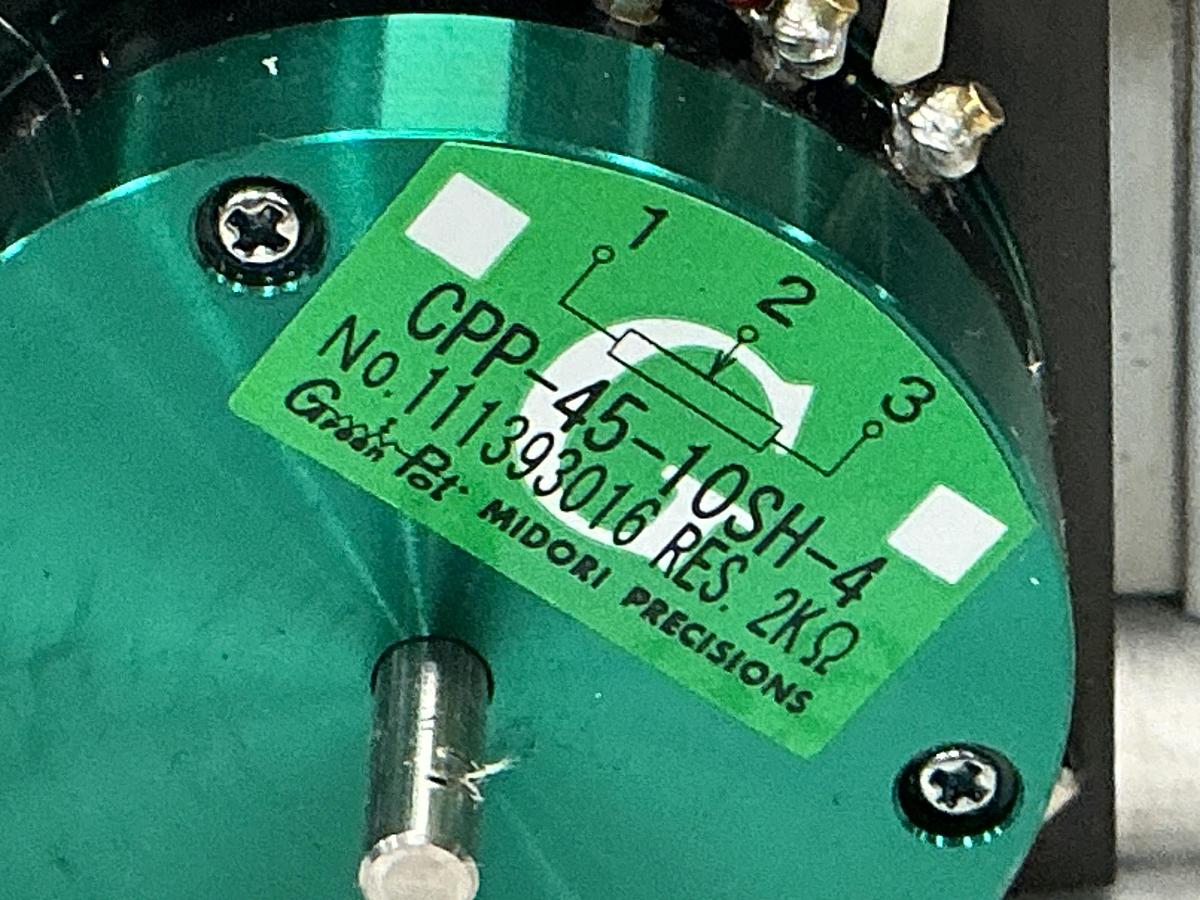 1 2 3
CPP-45-10SH-4
No.111393016 RES. 2KΩ
Green Pot MIDORI PRECISIONS